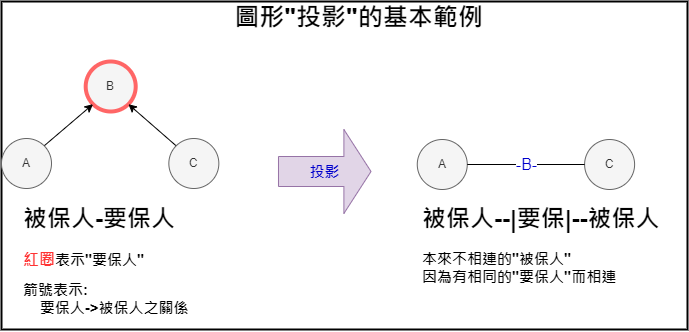 圖形"投影"的基本範例
B
A
C
投影
A
-B-
C
被保人-要保人
被保人--|要保|--被保人
紅圈表示"要保人"
箭號表示:
要保人->被保人之關係
本來不相連的"被保人"
因為有相同的"要保人"而相連